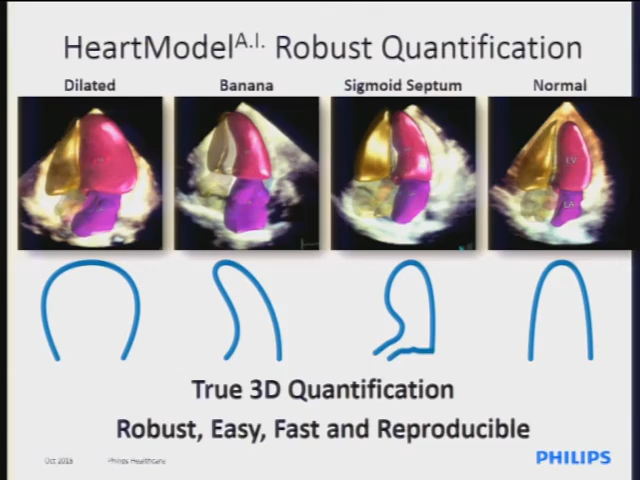 HeartModelA.I. Robust Quantification
Dilated Banana Sigmoid Septum Normal
LV
LA
True 3D Quantification
Robust, Easy, Fast and Reproducible
Oct 2015 Philips Healthcare PHILIPS